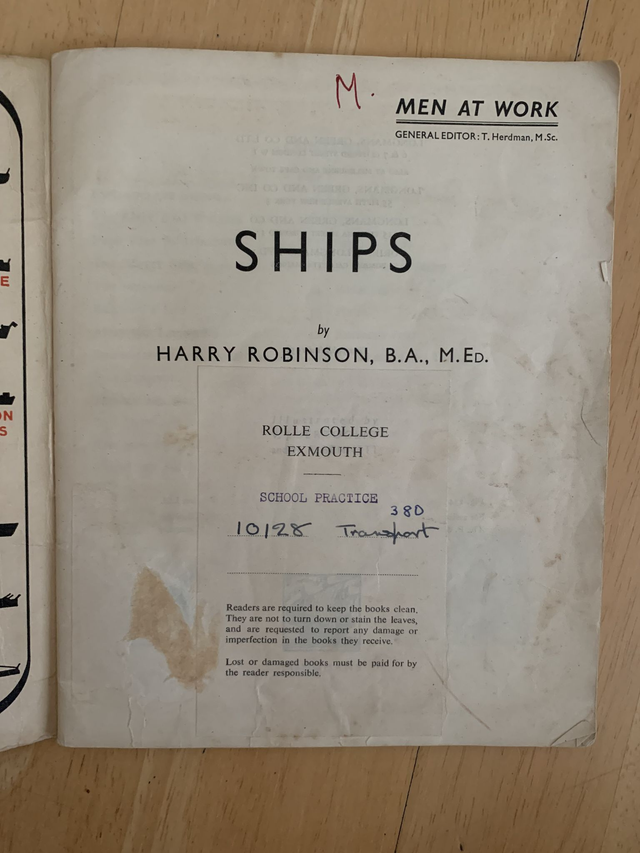 M.
MEN AT WORK
GENERAL EDITOR: T. Herdman, M.Sc.
SHIPS
by
HARRY ROBINSON, B.A., M.Ed.
ROLLE COLLEGE
EXMOUTH
SCHOOL PRACTICE
380
10128 Transport
Readers are required to keep the books clean.
They are not to turn down or stain the leaves,
and are requested to report any damage or
imperfection in the books they receive.
Lost or damaged books must be paid for by
the reader responsible.
E
ON
S